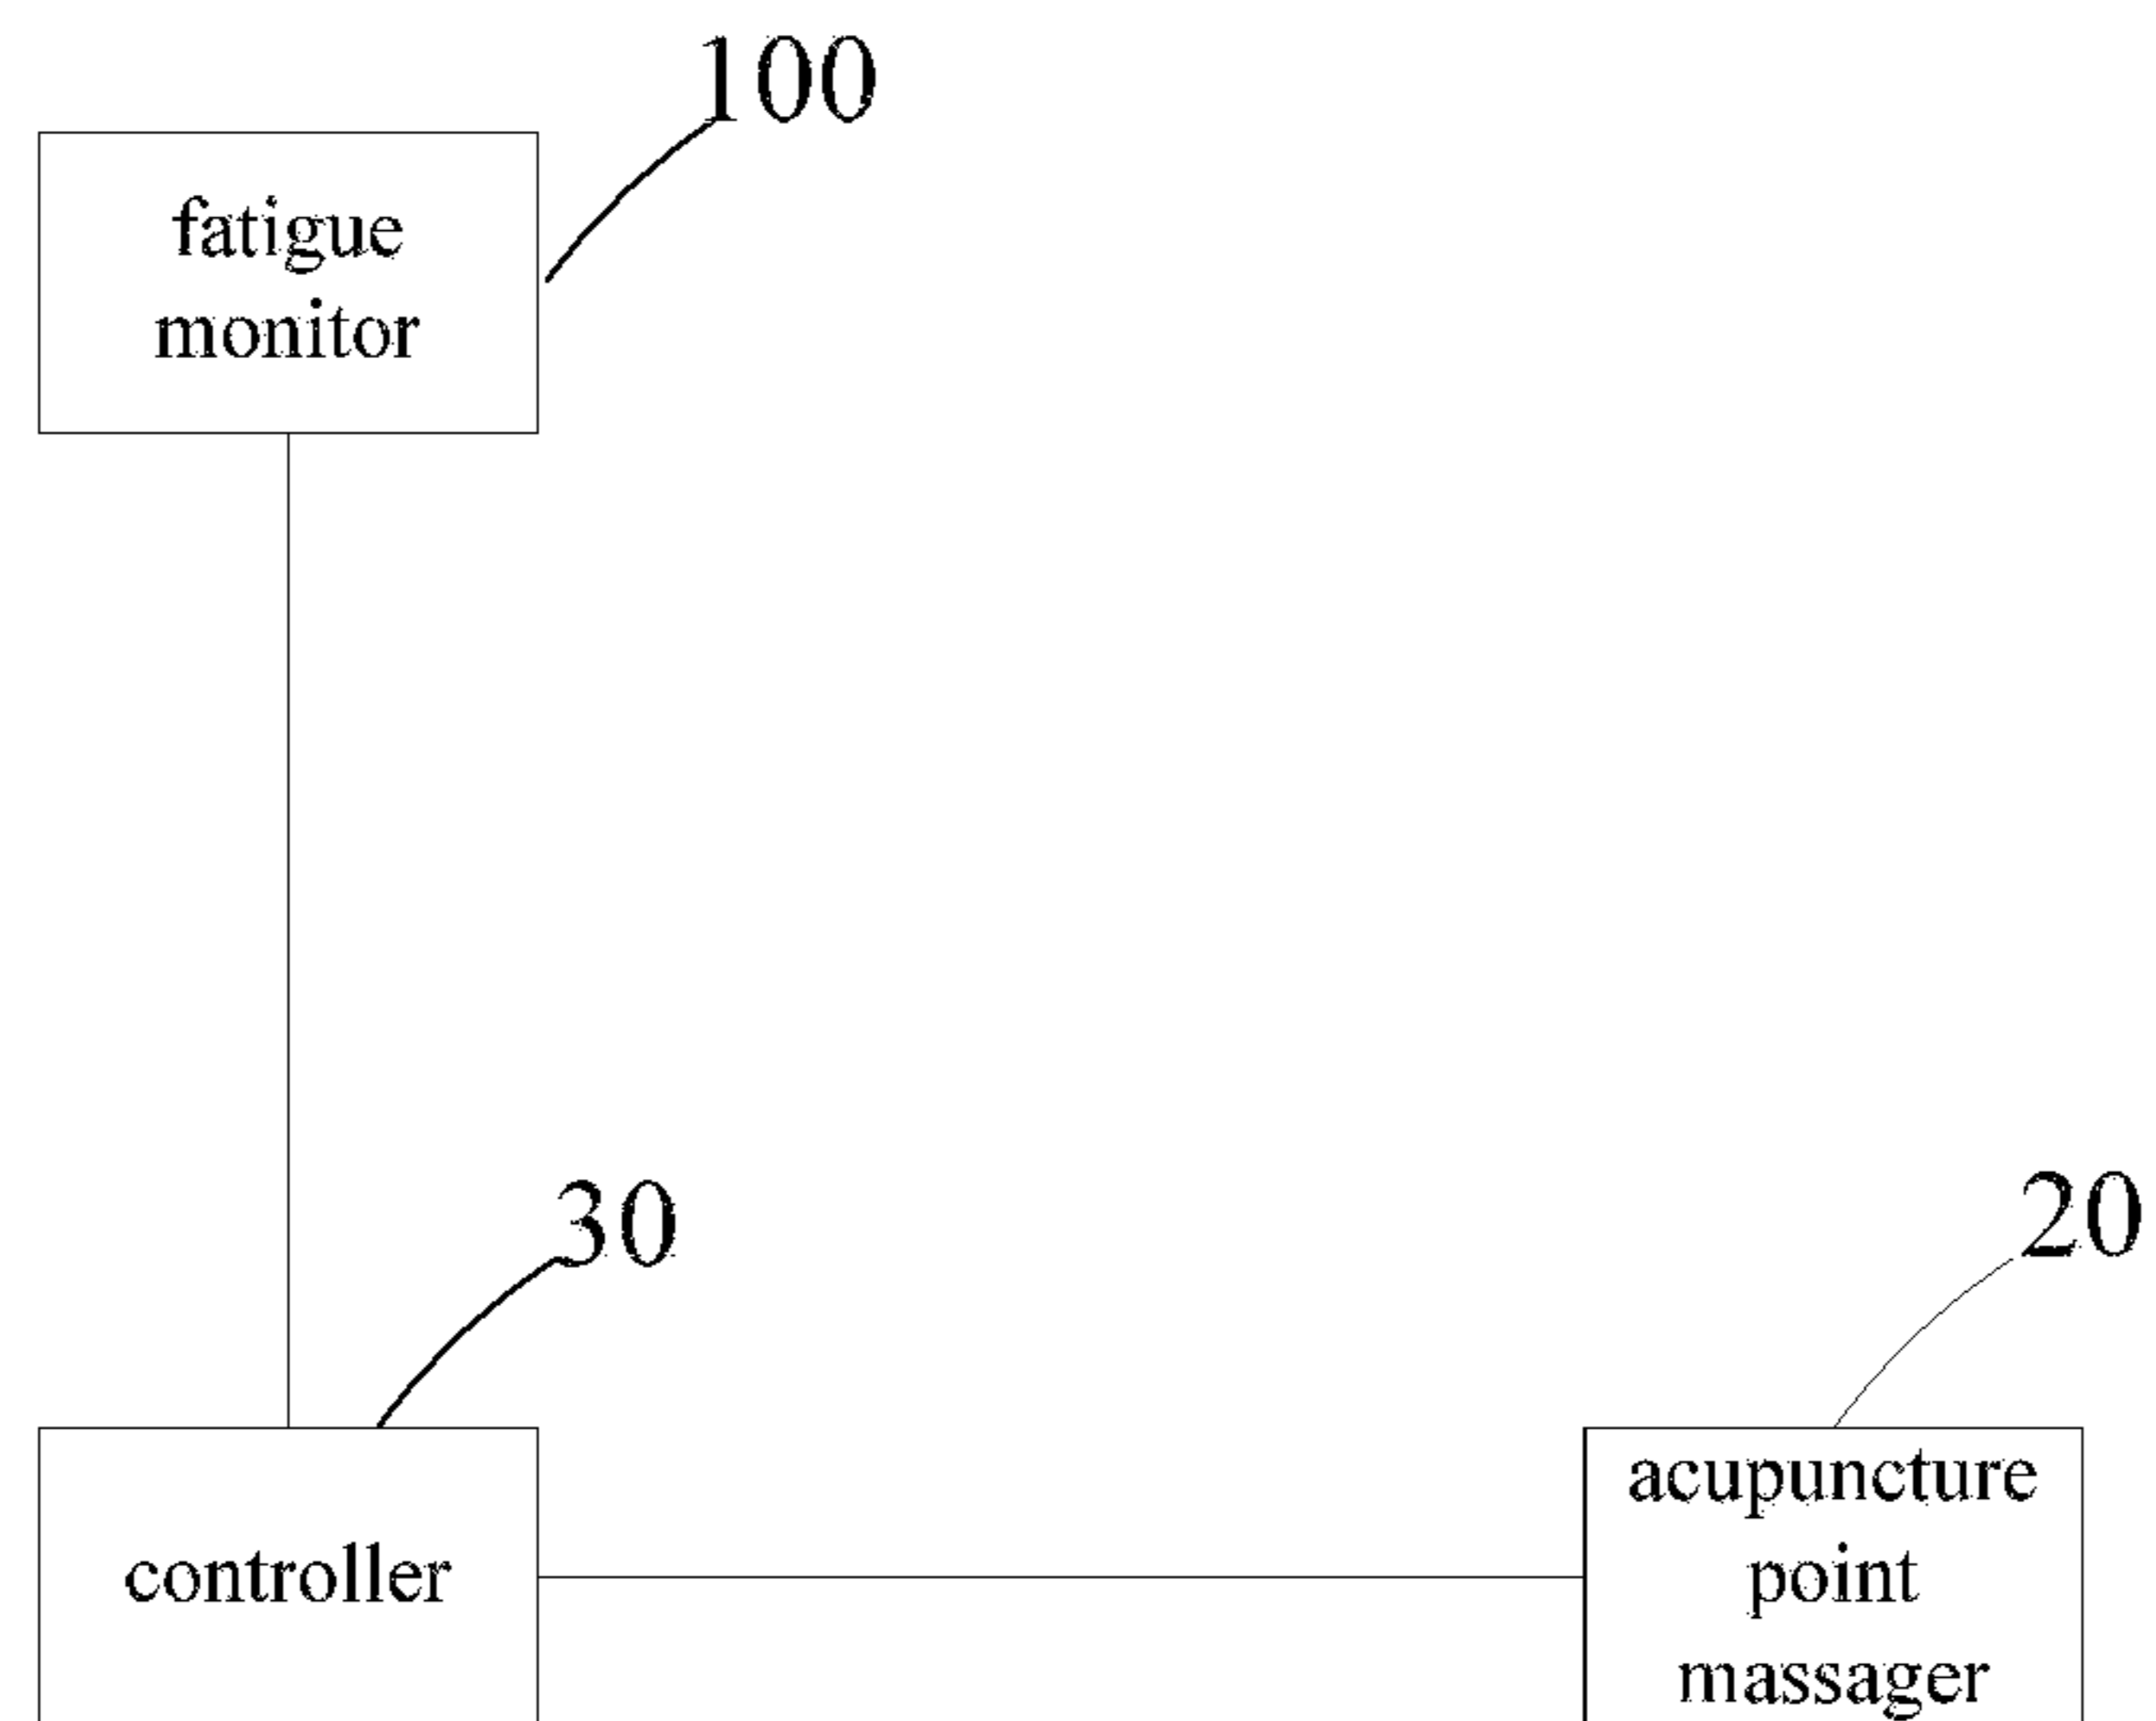 100
fatigue
monitor
30
20
controller
acupuncture
point
massager